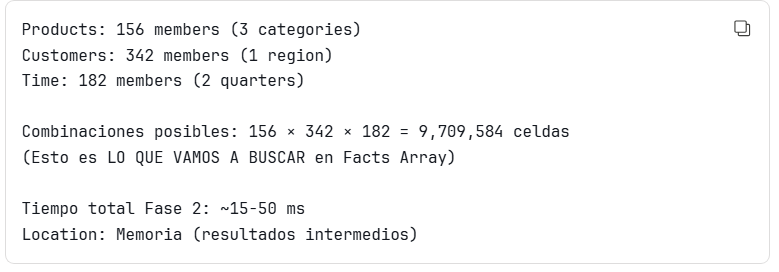 Products: 156 members (3 categories)
Customers: 342 members (1 region)
Time: 182 members (2 quarters)
Combinaciones posibles: 156 × 342 × 182 = 9,709,584 celdas
(Esto es LO QUE VAMOS A BUSCAR en Facts Array)
Tiempo total Fase 2: ~15-50 ms
Location: Memoria (resultados intermedios)